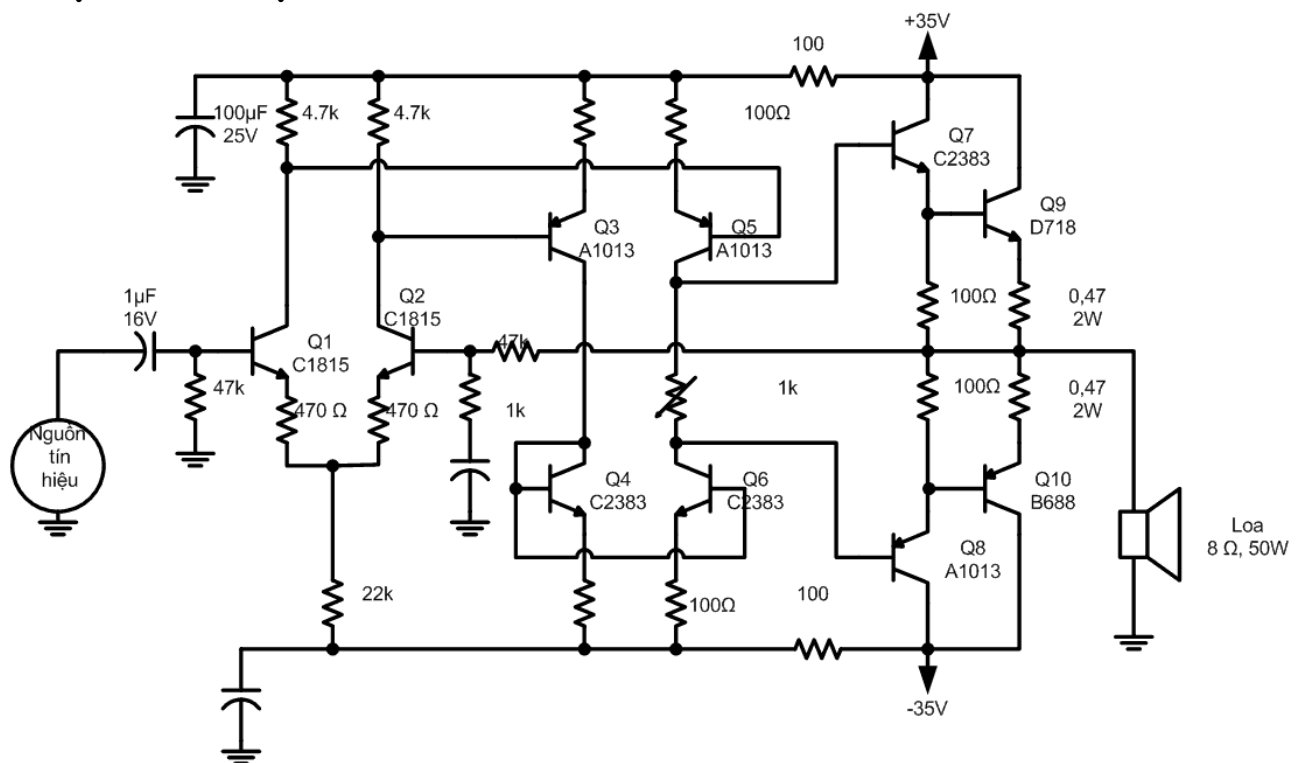 +35V
100
100µF
25V
4.7k
4.7k
100Ω
Q7
C2383
Q3
A1013
Q5
A1013
Q9
D718
1µF
16V
Q2
C1815
Q1
C1815
100Ω
0,47
2W
47k
47k
470 Ω
470 Ω
1k
1k
100Ω
0,47
2W
Nguồn
tín
hiệu
Q4
C2383
Q6
C2383
Q10
B688
Q8
A1013
Loa
8 Ω, 50W
22k
100Ω
100
-35V